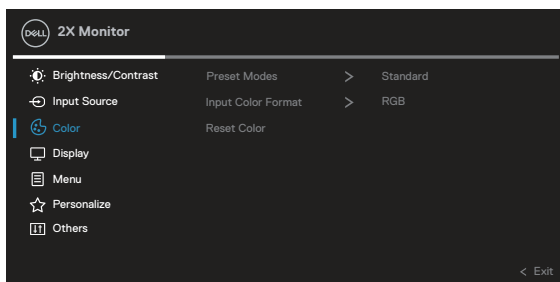 DELL 2X Monitor
Brightness/Contrast Preset Modes > Standard
Input Source Input Color Format > RGB
Color Reset Color
Display
Menu
Personalize
Others
< Exit